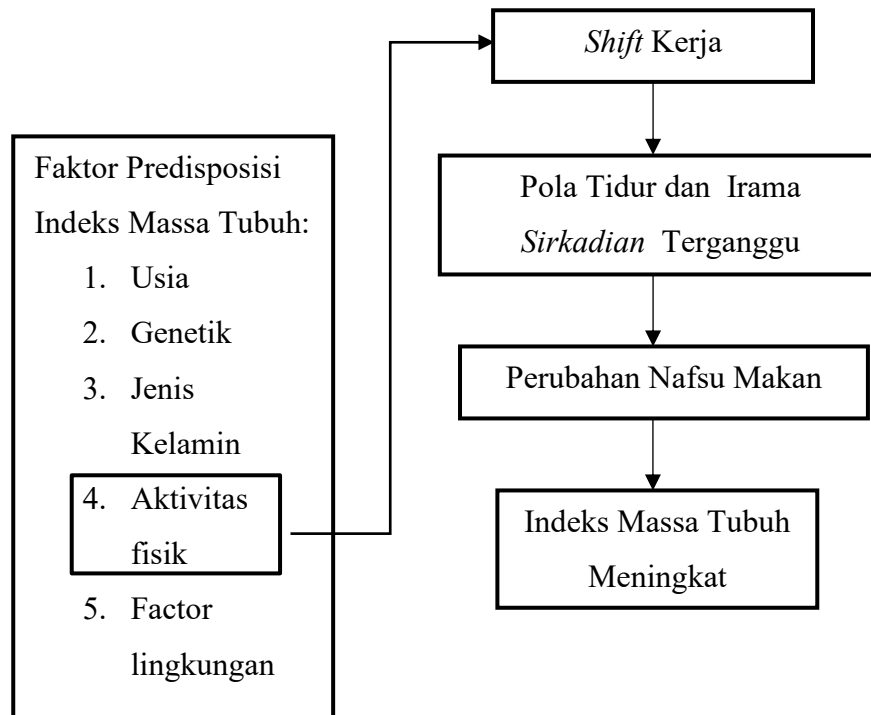 Shift Kerja
Faktor Predisposisi
Indeks Massa Tubuh:
1. Usia
2. Genetik
3. Jenis
Kelamin
4. Aktivitas
fisik
5. Factor
lingkungan
Pola Tidur dan Irama
Sirkadian Terganggu
Perubahan Nafsu Makan
Indeks Massa Tubuh
Meningkat